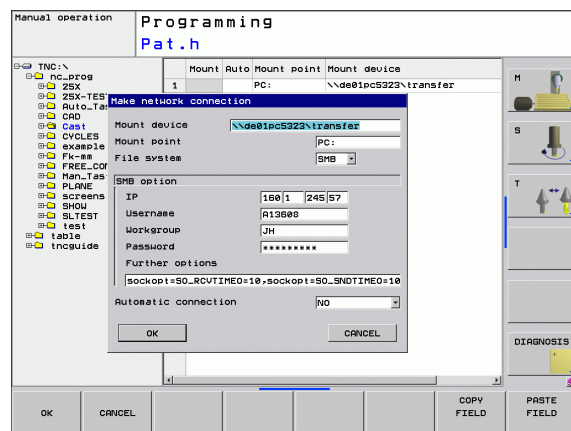 Manual operation
Programming
Pat.h
TNC:\
nc_prog
25X
25X-TES
Auto_Tas
CAD
Cast
CYCLES
example
Fk-mm
FREE_CON
Man_Tas
PLANE
screens
SHOW
SLTEST
test
table
tncguide
Mount Auto Mount point Mount device
1 PC: \\de01pc5323\transfer
Make network connection
Mount device \\de01pc5323\transfer
Mount point PC:
File system SMB
SMB option
IP 160 1 245 57
Username A13608
Workgroup JH
Password *********
Further options
sockopt=SO_RCVTIMEO=10,sockopt=SO_SNDTIMEO=10
Automatic connection NO
OK CANCEL
M
S
T
DIAGNOSIS
OK CANCEL COPY FIELD PASTE FIELD